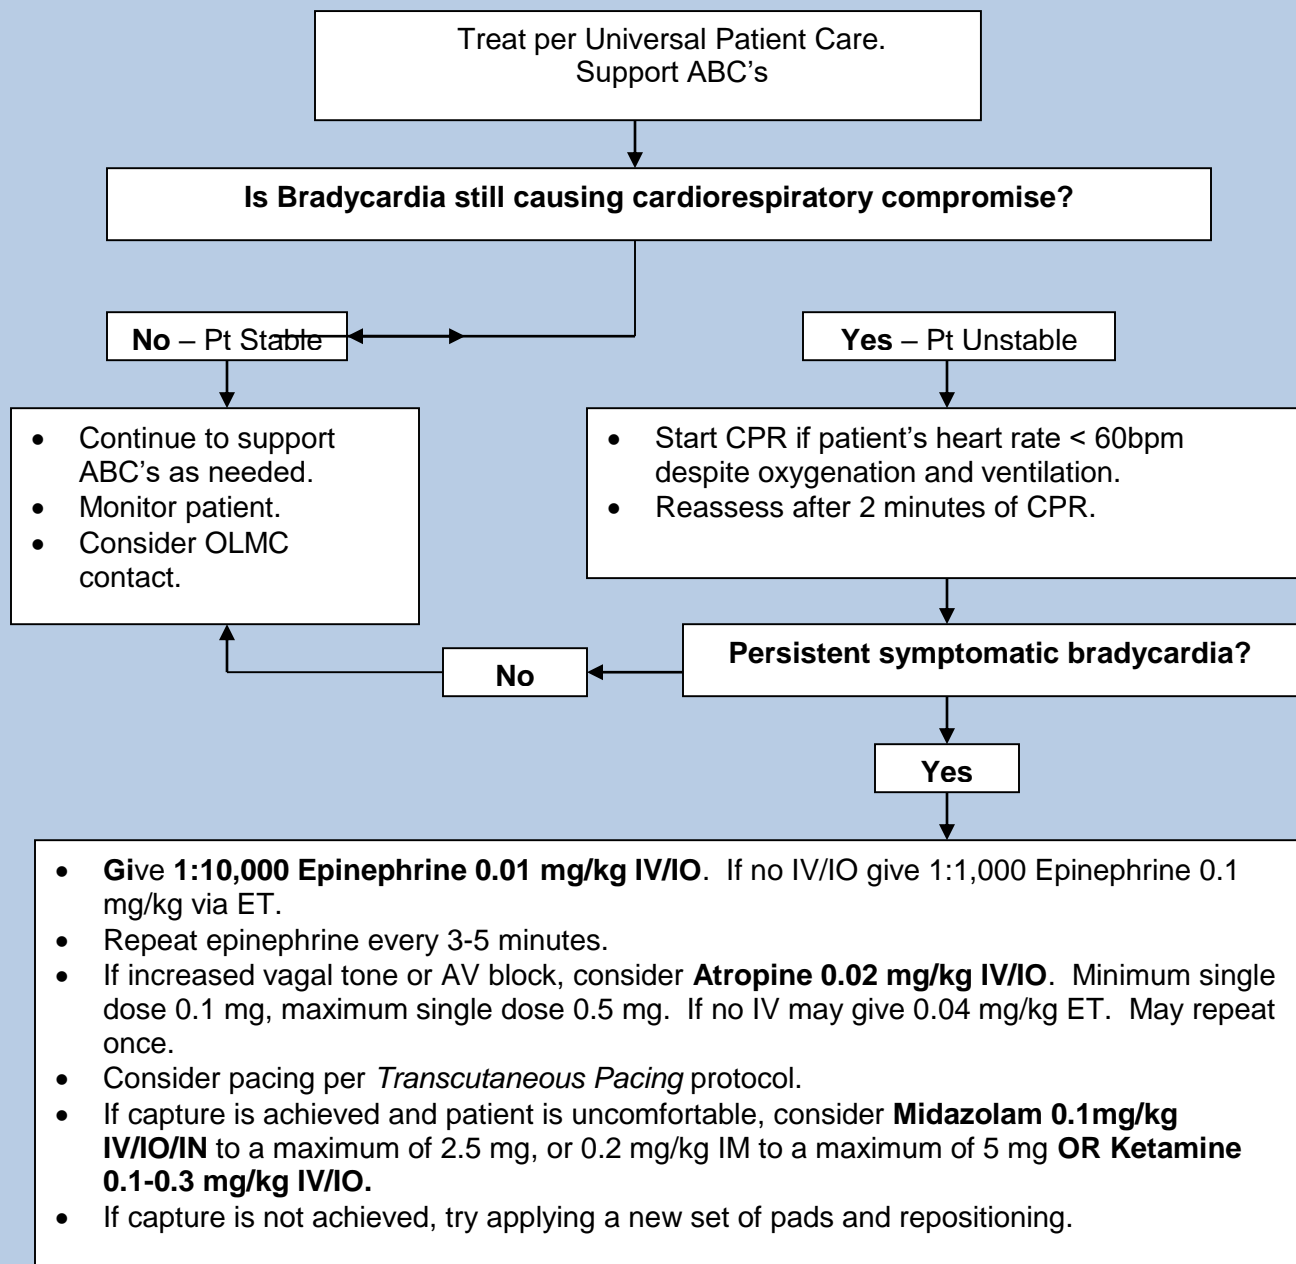 Treat per Universal Patient Care.
Support ABC’s
Is Bradycardia still causing cardiorespiratory compromise?
No – Pt Stable
Yes – Pt Unstable
• Continue to support
ABC’s as needed.
• Monitor patient.
• Consider OLMC
contact.
• Start CPR if patient’s heart rate < 60bpm
despite oxygenation and ventilation.
• Reassess after 2 minutes of CPR.
Persistent symptomatic bradycardia?
No
Yes
• Give 1:10,000 Epinephrine 0.01 mg/kg IV/IO. If no IV/IO give 1:1,000 Epinephrine 0.1
mg/kg via ET.
• Repeat epinephrine every 3-5 minutes.
• If increased vagal tone or AV block, consider Atropine 0.02 mg/kg IV/IO. Minimum single
dose 0.1 mg, maximum single dose 0.5 mg. If no IV may give 0.04 mg/kg ET. May repeat
once.
• Consider pacing per Transcutaneous Pacing protocol.
• If capture is achieved and patient is uncomfortable, consider Midazolam 0.1mg/kg
IV/IO/IN to a maximum of 2.5 mg, or 0.2 mg/kg IM to a maximum of 5 mg OR Ketamine
0.1-0.3 mg/kg IV/IO.
• If capture is not achieved, try applying a new set of pads and repositioning.